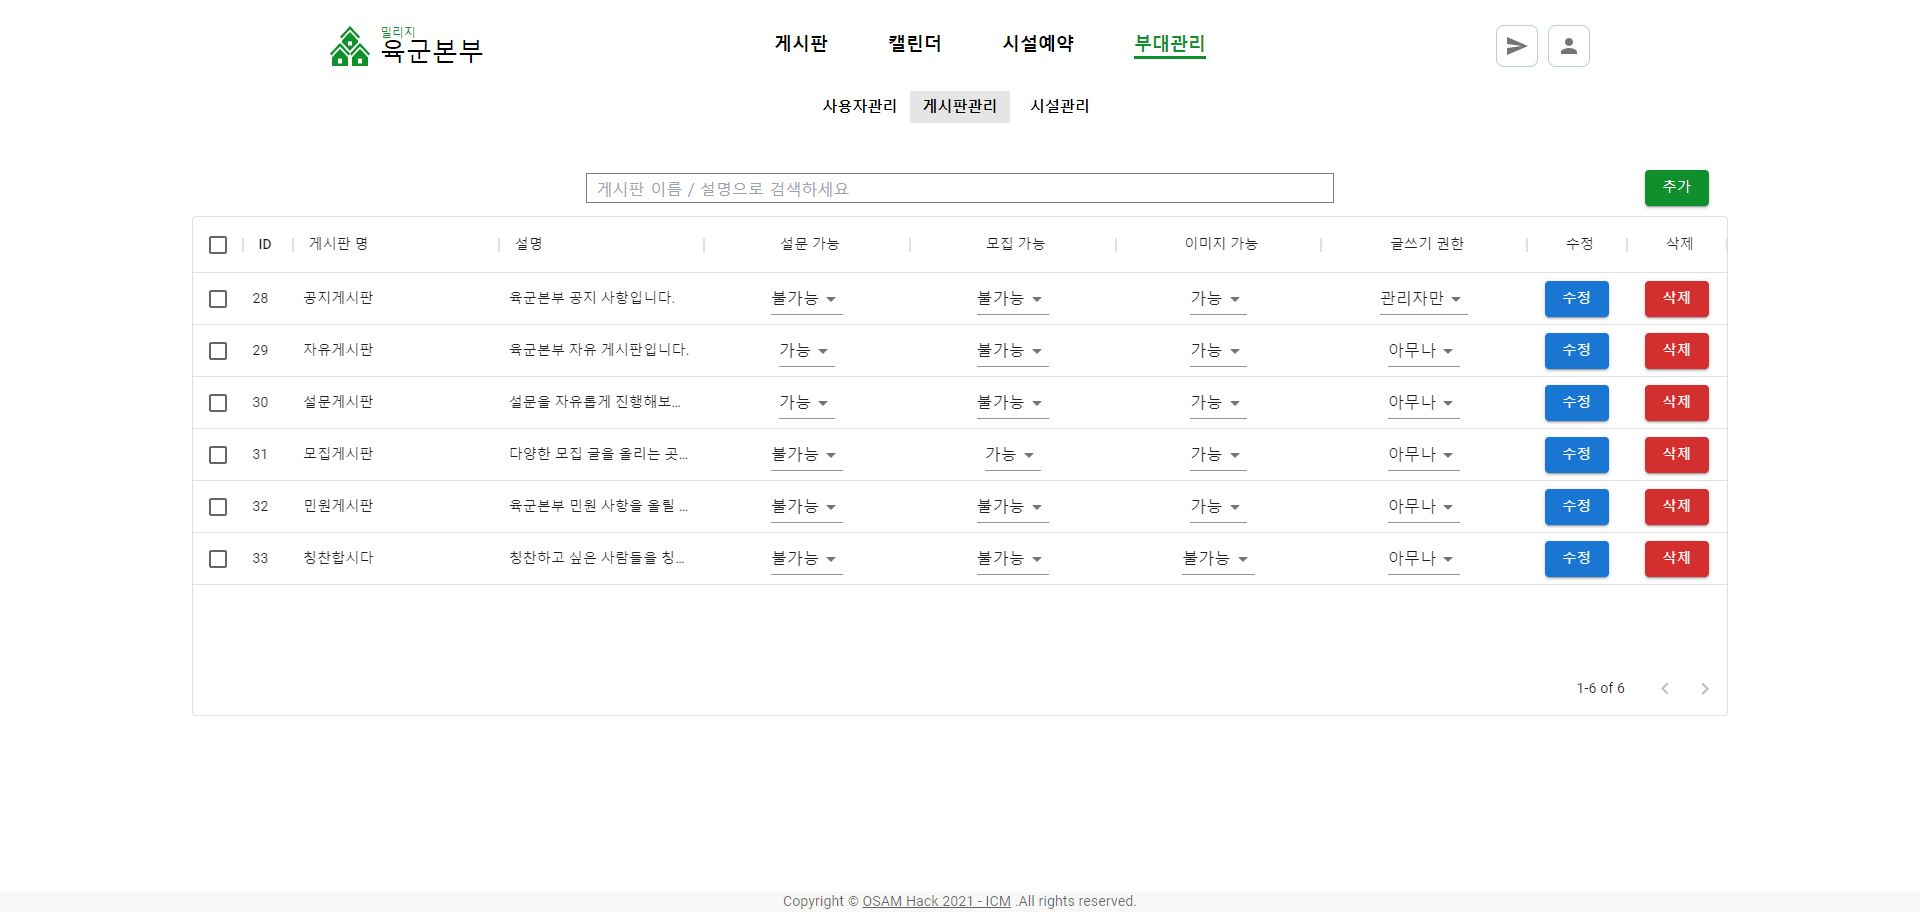 밀리지
육군본부
게시판 캘린더 시설예약 부대관리
사용자관리 게시판관리 시설관리
게시판 이름 / 설명으로 검색하세요
추가
ID 게시판 명 설명 설문 가능 모집 가능 이미지 가능 글쓰기 권한 수정 삭제
28 공지게시판 육군본부 공지 사항입니다. 불가능 불가능 가능 관리자만 수정 삭제
29 자유게시판 육군본부 자유 게시판입니다. 가능 불가능 가능 아무나 수정 삭제
30 설문게시판 설문을 자유롭게 진행해보... 가능 불가능 가능 아무나 수정 삭제
31 모집게시판 다양한 모집 글을 올리는 곳... 불가능 가능 가능 아무나 수정 삭제
32 민원게시판 육군본부 민원 사항을 올릴 ... 불가능 불가능 가능 아무나 수정 삭제
33 칭찬합시다 칭찬하고 싶은 사람들을 칭... 불가능 불가능 불가능 아무나 수정 삭제
1-6 of 6
Copyright © OSAM Hack 2021 - ICM .All rights reserved.